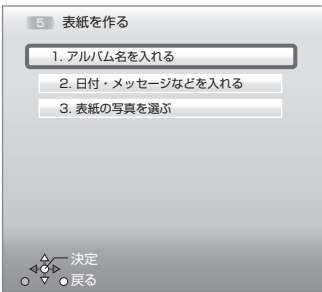 5 表紙を作る
1. アルバム名を入れる
2. 日付・メッセージなどを入れる
3. 表紙の写真を選ぶ
決定
戻る